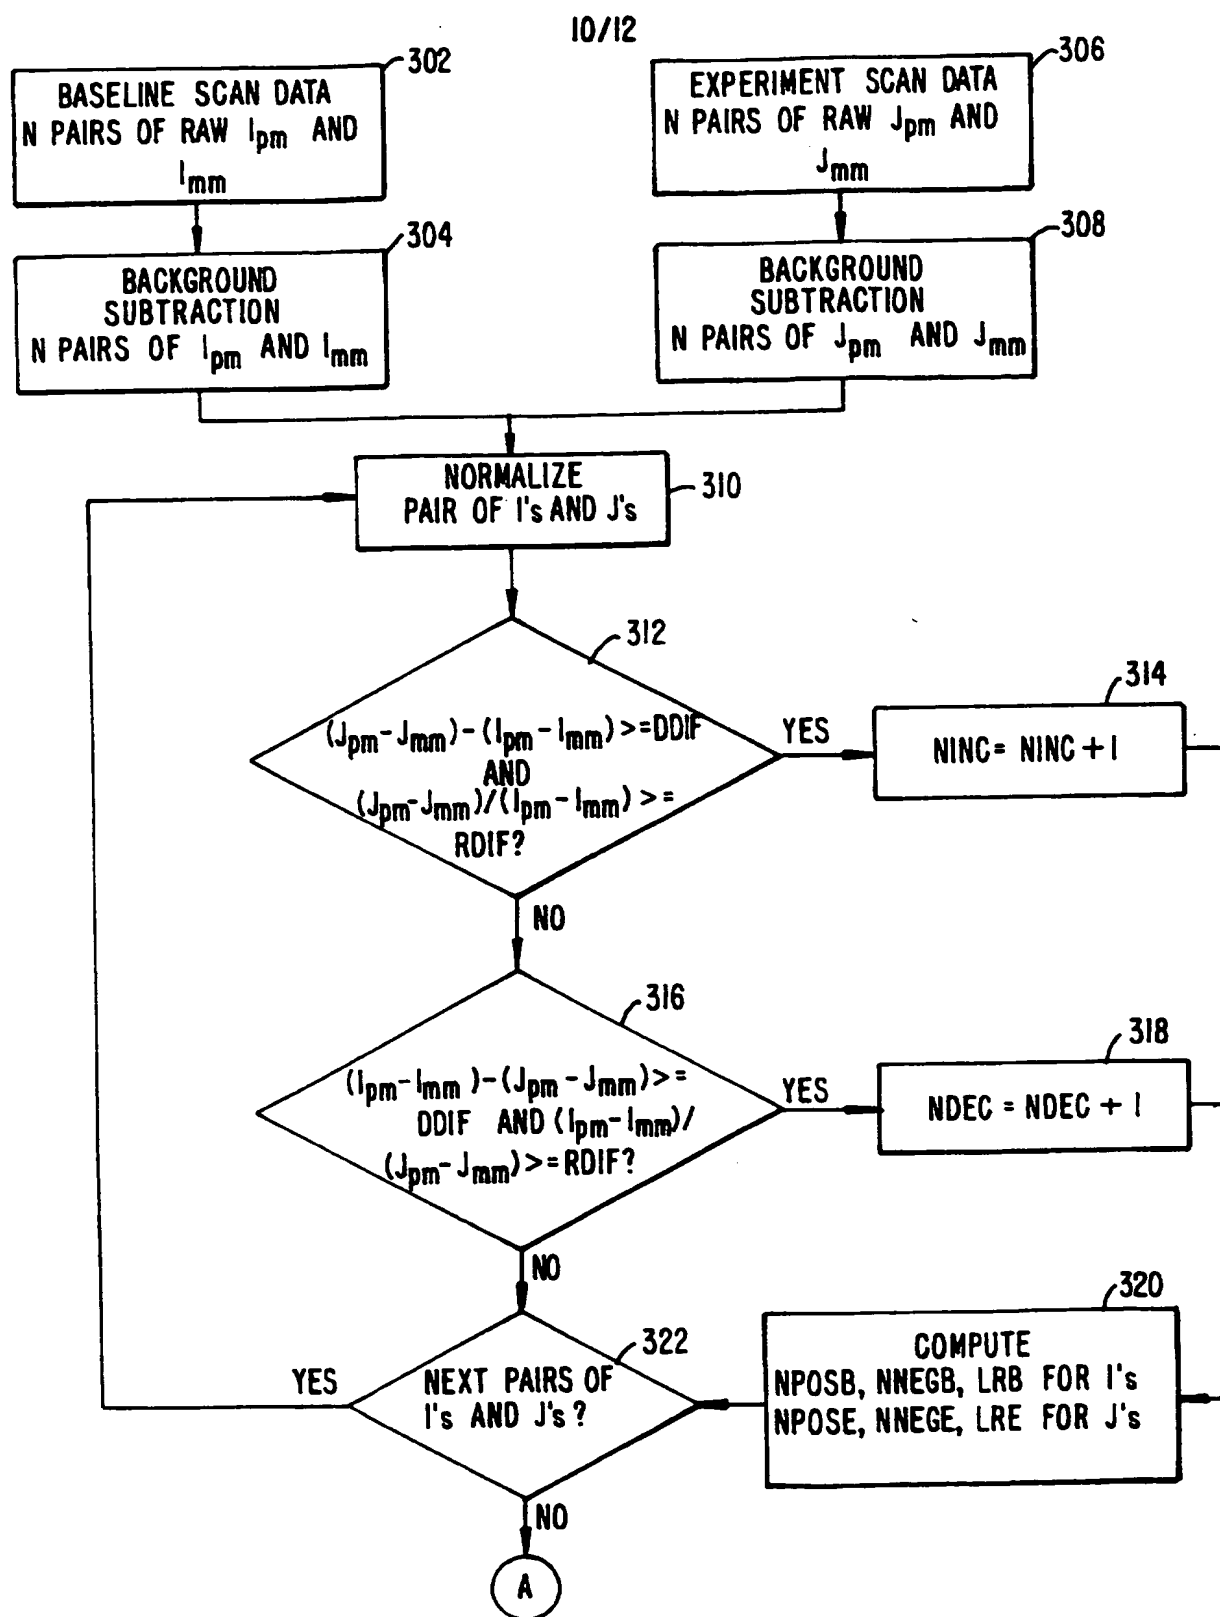 10/12
302
BASELINE SCAN DATA
N PAIRS OF RAW Ipm AND
Imm
306
EXPERIMENT SCAN DATA
N PAIRS OF RAW Jpm AND
Jmm
304
BACKGROUND
SUBTRACTION
N PAIRS OF Ipm AND Imm
308
BACKGROUND
SUBTRACTION
N PAIRS OF Jpm AND Jmm
NORMALIZE
PAIR OF I's AND J's
310
312
(Jpm-Jmm)-(Ipm-Imm)>=DDIF
AND
(Jpm-Jmm)/(Ipm-Imm)>=
RDIF?
YES
314
NINC= NINC+1
NO
316
(Ipm-Imm)-(Jpm-Jmm)>=
DDIF AND (Ipm-Imm)/
(Jpm-Jmm)>=RDIF?
YES
318
NDEC = NDEC + 1
NO
322
NEXT PAIRS OF
I's AND J's?
YES
320
COMPUTE
NPOSB, NNEGB, LRB FOR I's
NPOSE, NNEGE, LRE FOR J's
NO
A